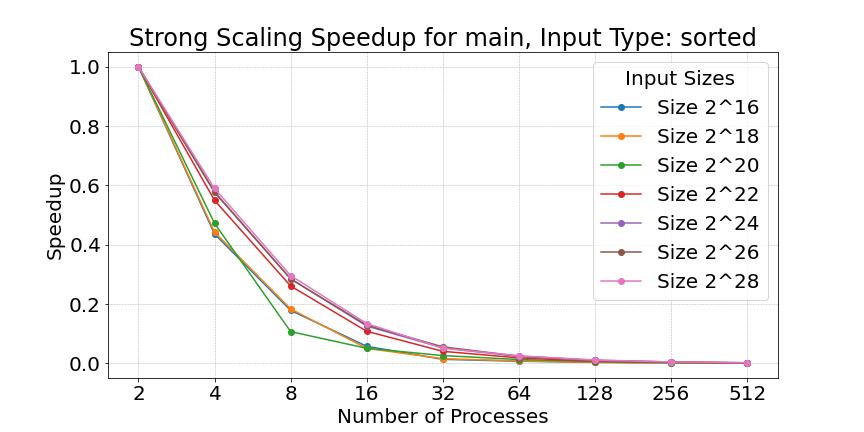 Strong Scaling Speedup for main, Input Type: sorted
Speedup
1.0
0.8
0.6
0.4
0.2
0.0
Input Sizes
Size 2^16
Size 2^18
Size 2^20
Size 2^22
Size 2^24
Size 2^26
Size 2^28
2 4 8 16 32 64 128 256 512
Number of Processes